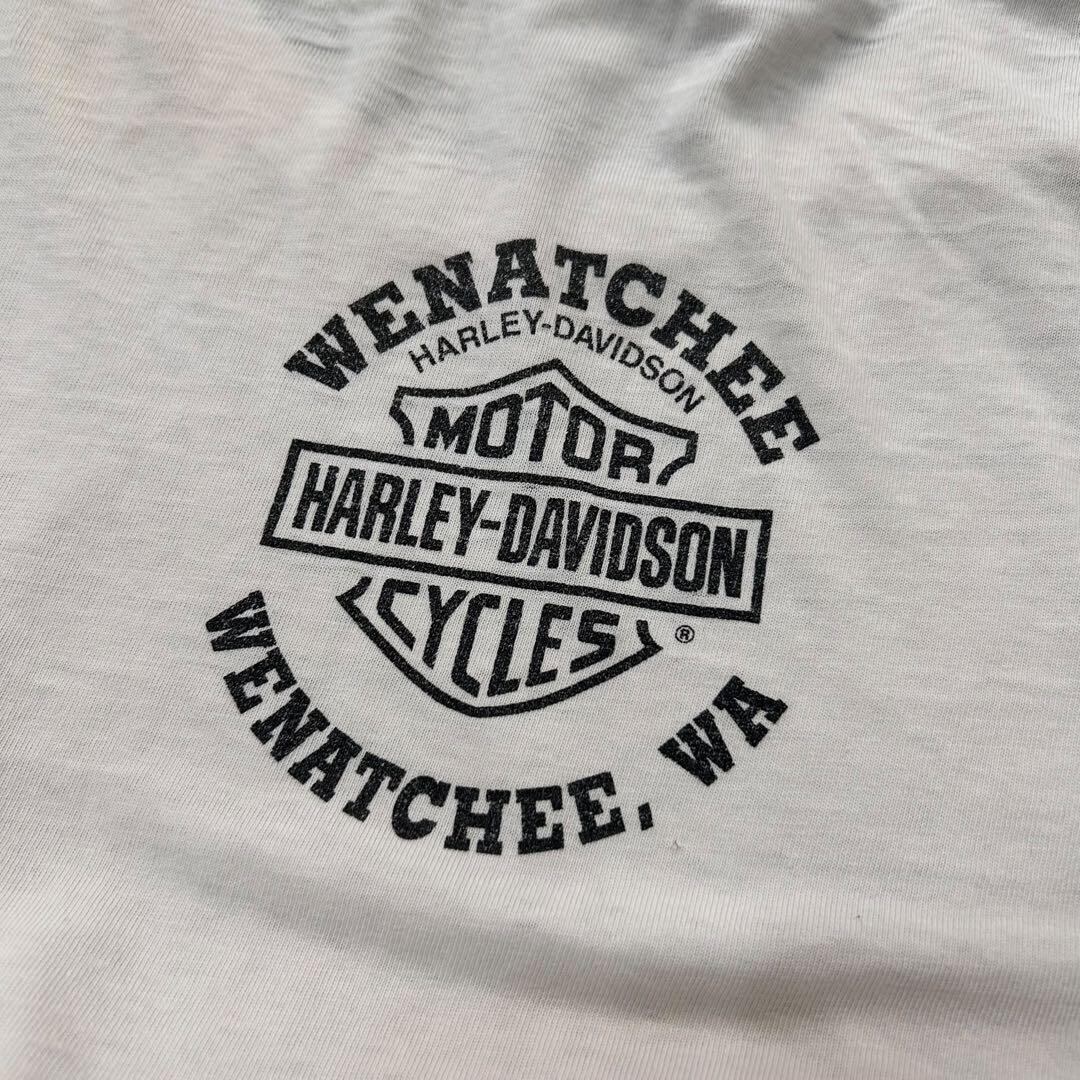 WENATCHEE
HARLEY-DAVIDSON
MOTOR
HARLEY-DAVIDSON
CYCLES
®
WENATCHEE, WA